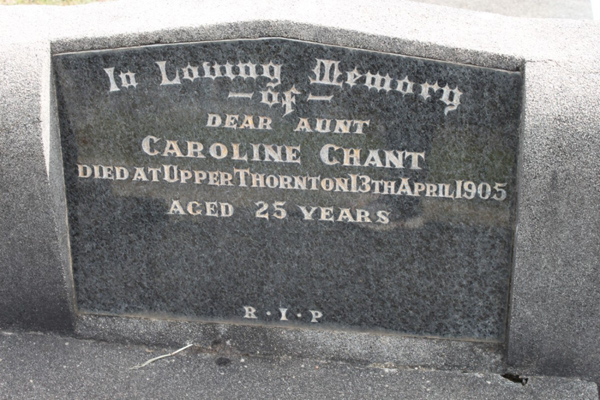 In Loving Memory
— of —
DEAR AUNT
CAROLINE CHANT
DIED AT UPPER THORNTON 13TH APRIL 1905
AGED 25 YEARS
R · I · P